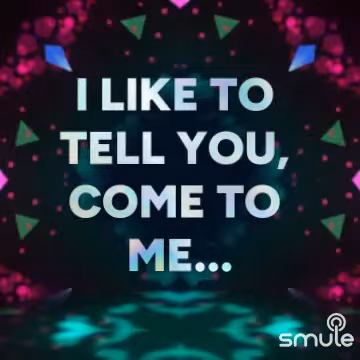 I LIKE TO
TELL YOU,
COME TO
ME...
smule